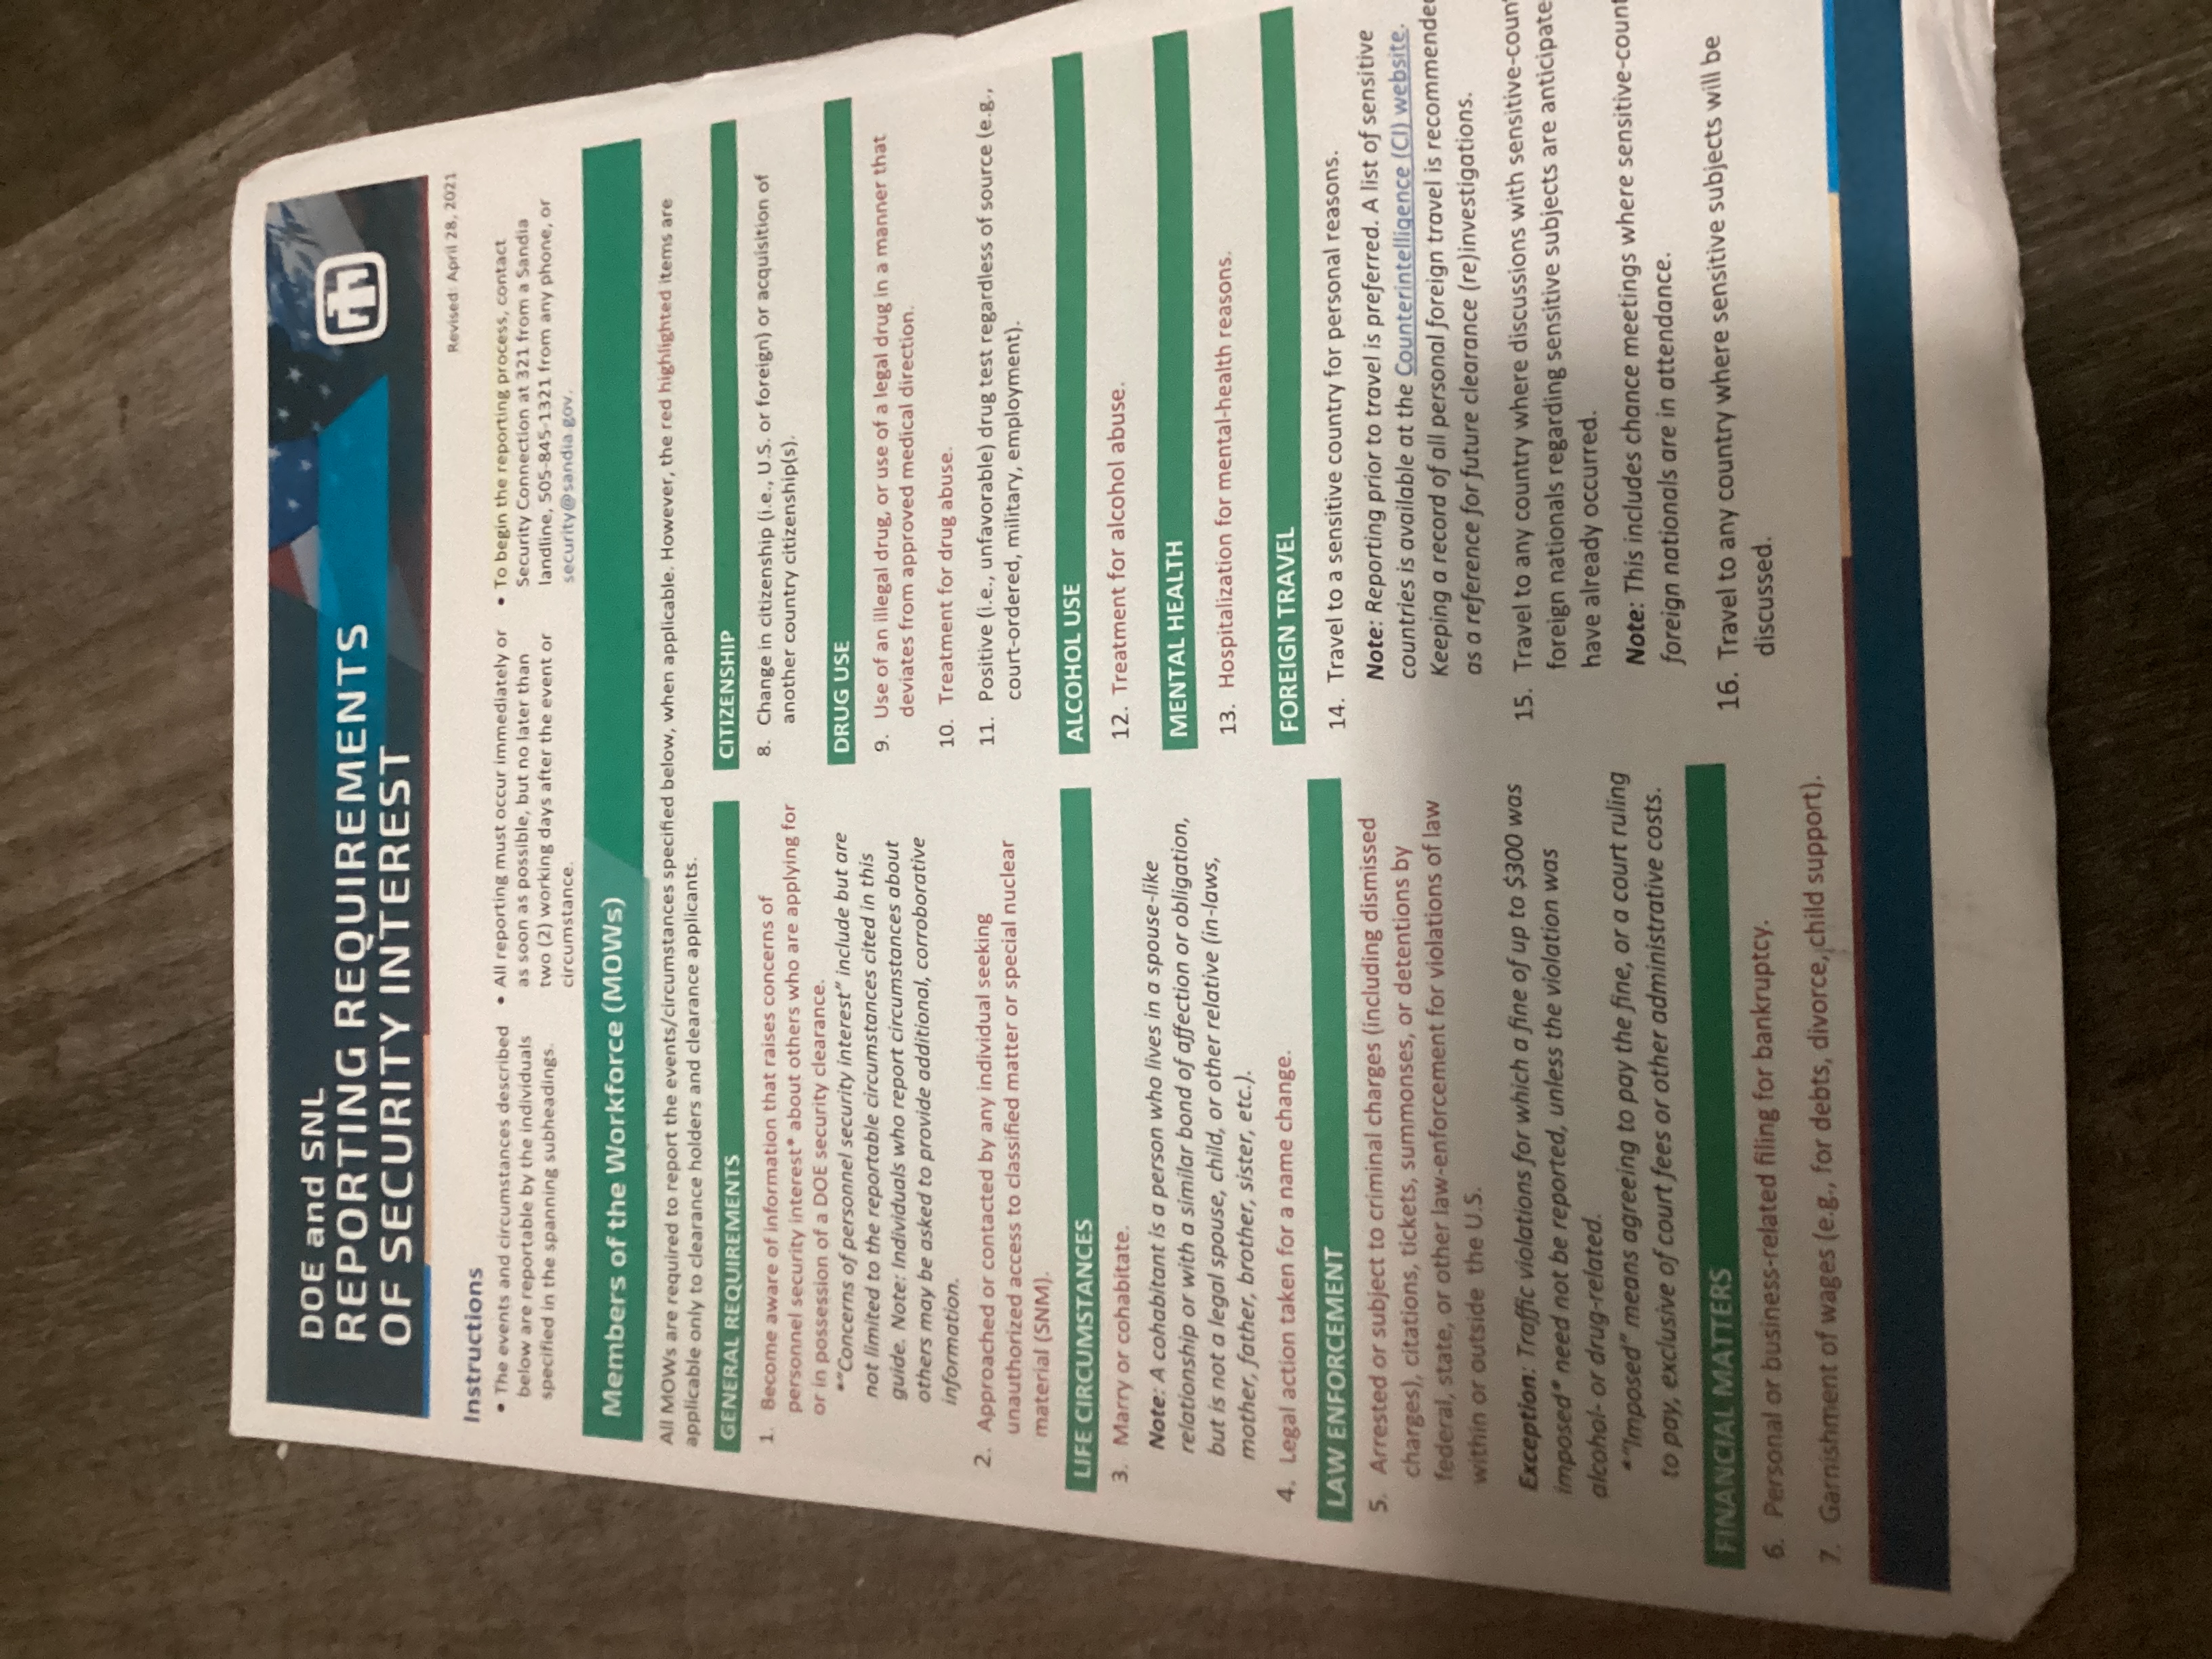 DOE and SNL
REPORTING REQUIREMENTS
OF SECURITY INTEREST
Revised: April 28, 2021
Instructions
• The events and circumstances described
below are reportable by the individuals
specified in the spanning subheadings.
• All reporting must occur immediately or
as soon as possible, but no later than
two (2) working days after the event or
circumstance.
• To begin the reporting process, contact
Security Connection at 321 from a Sandia
landline, 505-845-1321 from any phone, or
security@sandia.gov.
Members of the Workforce (MOWs)
All MOWs are required to report the events/circumstances specified below, when applicable. However, the red highlighted items are
applicable only to clearance holders and clearance applicants.
GENERAL REQUIREMENTS
1. Become aware of information that raises concerns of
personnel security interest* about others who are applying for
or in possession of a DOE security clearance.
*"Concerns of personnel security interest" include but are
not limited to the reportable circumstances cited in this
guide. Note: Individuals who report circumstances about
others may be asked to provide additional, corroborative
information.
2. Approached or contacted by any individual seeking
unauthorized access to classified matter or special nuclear
material (SNM).
LIFE CIRCUMSTANCES
3. Marry or cohabitate.
Note: A cohabitant is a person who lives in a spouse-like
relationship or with a similar bond of affection or obligation,
but is not a legal spouse, child, or other relative (in-laws,
mother, father, brother, sister, etc.).
4. Legal action taken for a name change.
LAW ENFORCEMENT
5. Arrested or subject to criminal charges (including dismissed
charges), citations, tickets, summonses, or detentions by
federal, state, or other law-enforcement for violations of law
within or outside the U.S.
Exception: Traffic violations for which a fine of up to $300 was
imposed* need not be reported, unless the violation was
alcohol- or drug-related.
*"Imposed" means agreeing to pay the fine, or a court ruling
to pay, exclusive of court fees or other administrative costs.
FINANCIAL MATTERS
6. Personal or business-related filing for bankruptcy.
7. Garnishment of wages (e.g., for debts, divorce, child support).
CITIZENSHIP
8. Change in citizenship (i.e., U.S. or foreign) or acquisition of
another country citizenship(s).
DRUG USE
9. Use of an illegal drug, or use of a legal drug in a manner that
deviates from approved medical direction.
10. Treatment for drug abuse.
11. Positive (i.e., unfavorable) drug test regardless of source (e.g.,
court-ordered, military, employment).
ALCOHOL USE
12. Treatment for alcohol abuse.
MENTAL HEALTH
13. Hospitalization for mental-health reasons.
FOREIGN TRAVEL
14. Travel to a sensitive country for personal reasons.
Note: Reporting prior to travel is preferred. A list of sensitive
countries is available at the Counterintelligence (CI) website.
Keeping a record of all personal foreign travel is recommende
as a reference for future clearance (re)investigations.
15. Travel to any country where discussions with sensitive-coun
foreign nationals regarding sensitive subjects are anticipate
have already occurred.
Note: This includes chance meetings where sensitive-count
foreign nationals are in attendance.
16. Travel to any country where sensitive subjects will be
discussed.